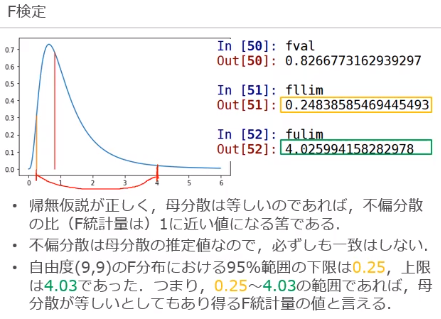 F検定
In [50]: fval
Out[50]: 0.8266773162939297
In [51]: fllim
Out[51]: 0.24838585469445493
In [52]: fulim
Out[52]: 4.025994158282978
0.7
0.6
0.5
0.4
0.3
0.2
0.1
0.0
0 1 2 3 4 5 6
• 帰無仮説が正しく，母分散は等しいのであれば，不偏分散
の比（F統計量は）1に近い値になる筈である．
• 不偏分散は母分散の推定値なので，必ずしも一致はしない．
• 自由度(9,9)のF分布における95%範囲の下限は0.25，上限
は4.03であった．つまり，0.25～4.03の範囲であれば，母
分散が等しいとしてもあり得るF統計量の値と言える．